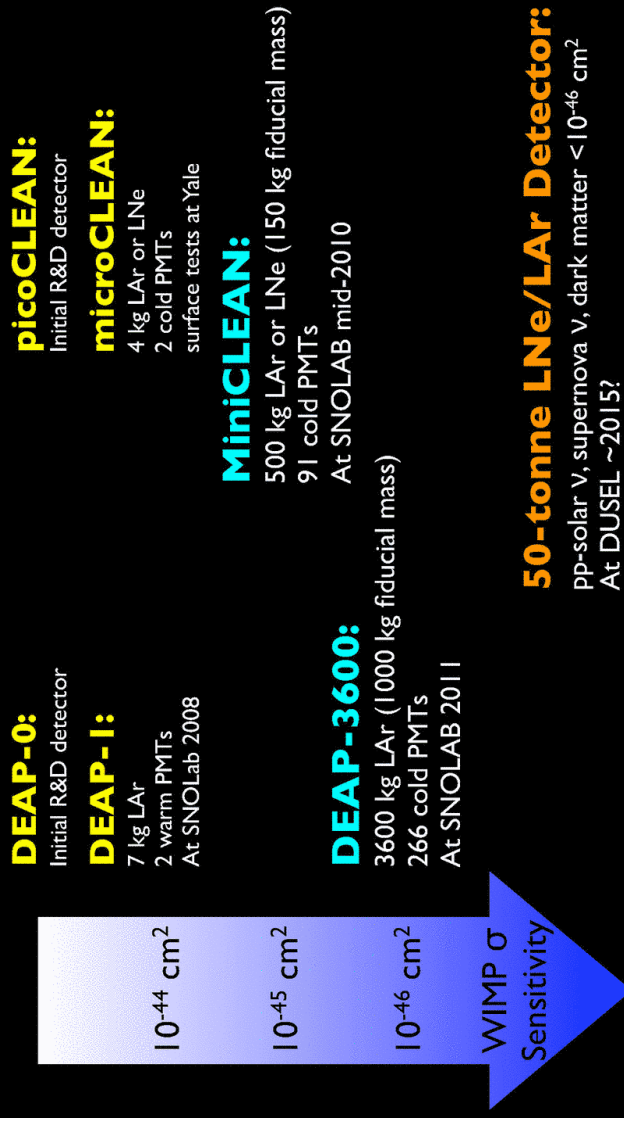 DEAP-0:
Initial R&D detector
DEAP-1:
7 kg LAr
2 warm PMTs
At SNOLab 2008
picoCLEAN:
Initial R&D detector
microCLEAN:
4 kg LAr or LNe
2 cold PMTs
surface tests at Yale
MiniCLEAN:
500 kg LAr or LNe (150 kg fiducial mass)
91 cold PMTs
At SNOLAB mid-2010
DEAP-3600:
3600 kg LAr (1000 kg fiducial mass)
266 cold PMTs
At SNOLAB 2011
50-tonne LNe/LAr Detector:
pp-solar ν, supernova ν, dark matter <10⁻⁴⁶ cm²
At DUSEL ~2015?
10⁻⁴⁴ cm²
10⁻⁴⁵ cm²
10⁻⁴⁶ cm²
WIMP σ
Sensitivity